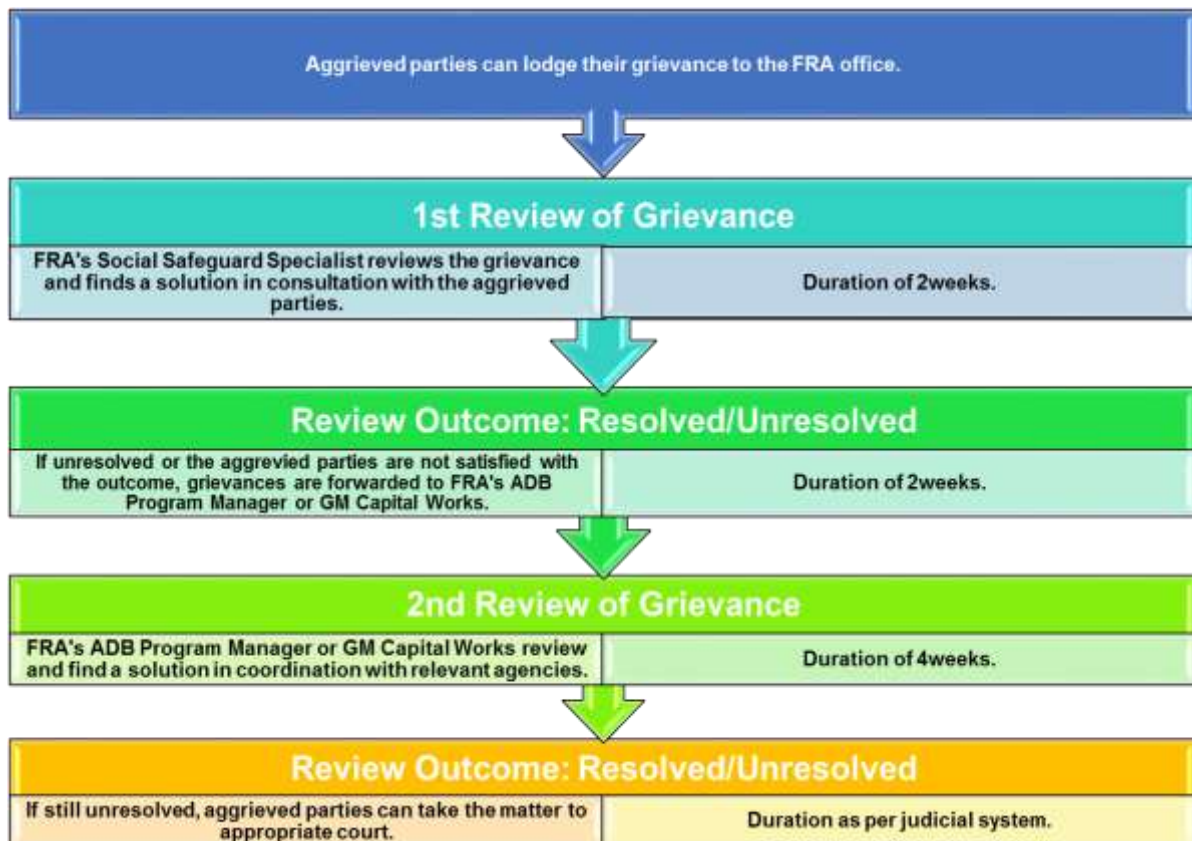 Aggrieved parties can lodge their grievance to the FRA office.
1st Review of Grievance
FRA's Social Safeguard Specialist reviews the grievance
and finds a solution in consultation with the aggrieved
parties.
Duration of 2weeks.
Review Outcome: Resolved/Unresolved
If unresolved or the aggrevied parties are not satisfied with
the outcome, grievances are forwarded to FRA's ADB
Program Manager or GM Capital Works.
Duration of 2weeks.
2nd Review of Grievance
FRA's ADB Program Manager or GM Capital Works review
and find a solution in coordination with relevant agencies.
Duration of 4weeks.
Review Outcome: Resolved/Unresolved
If still unresolved, aggrieved parties can take the matter to
appropriate court.
Duration as per judicial system.